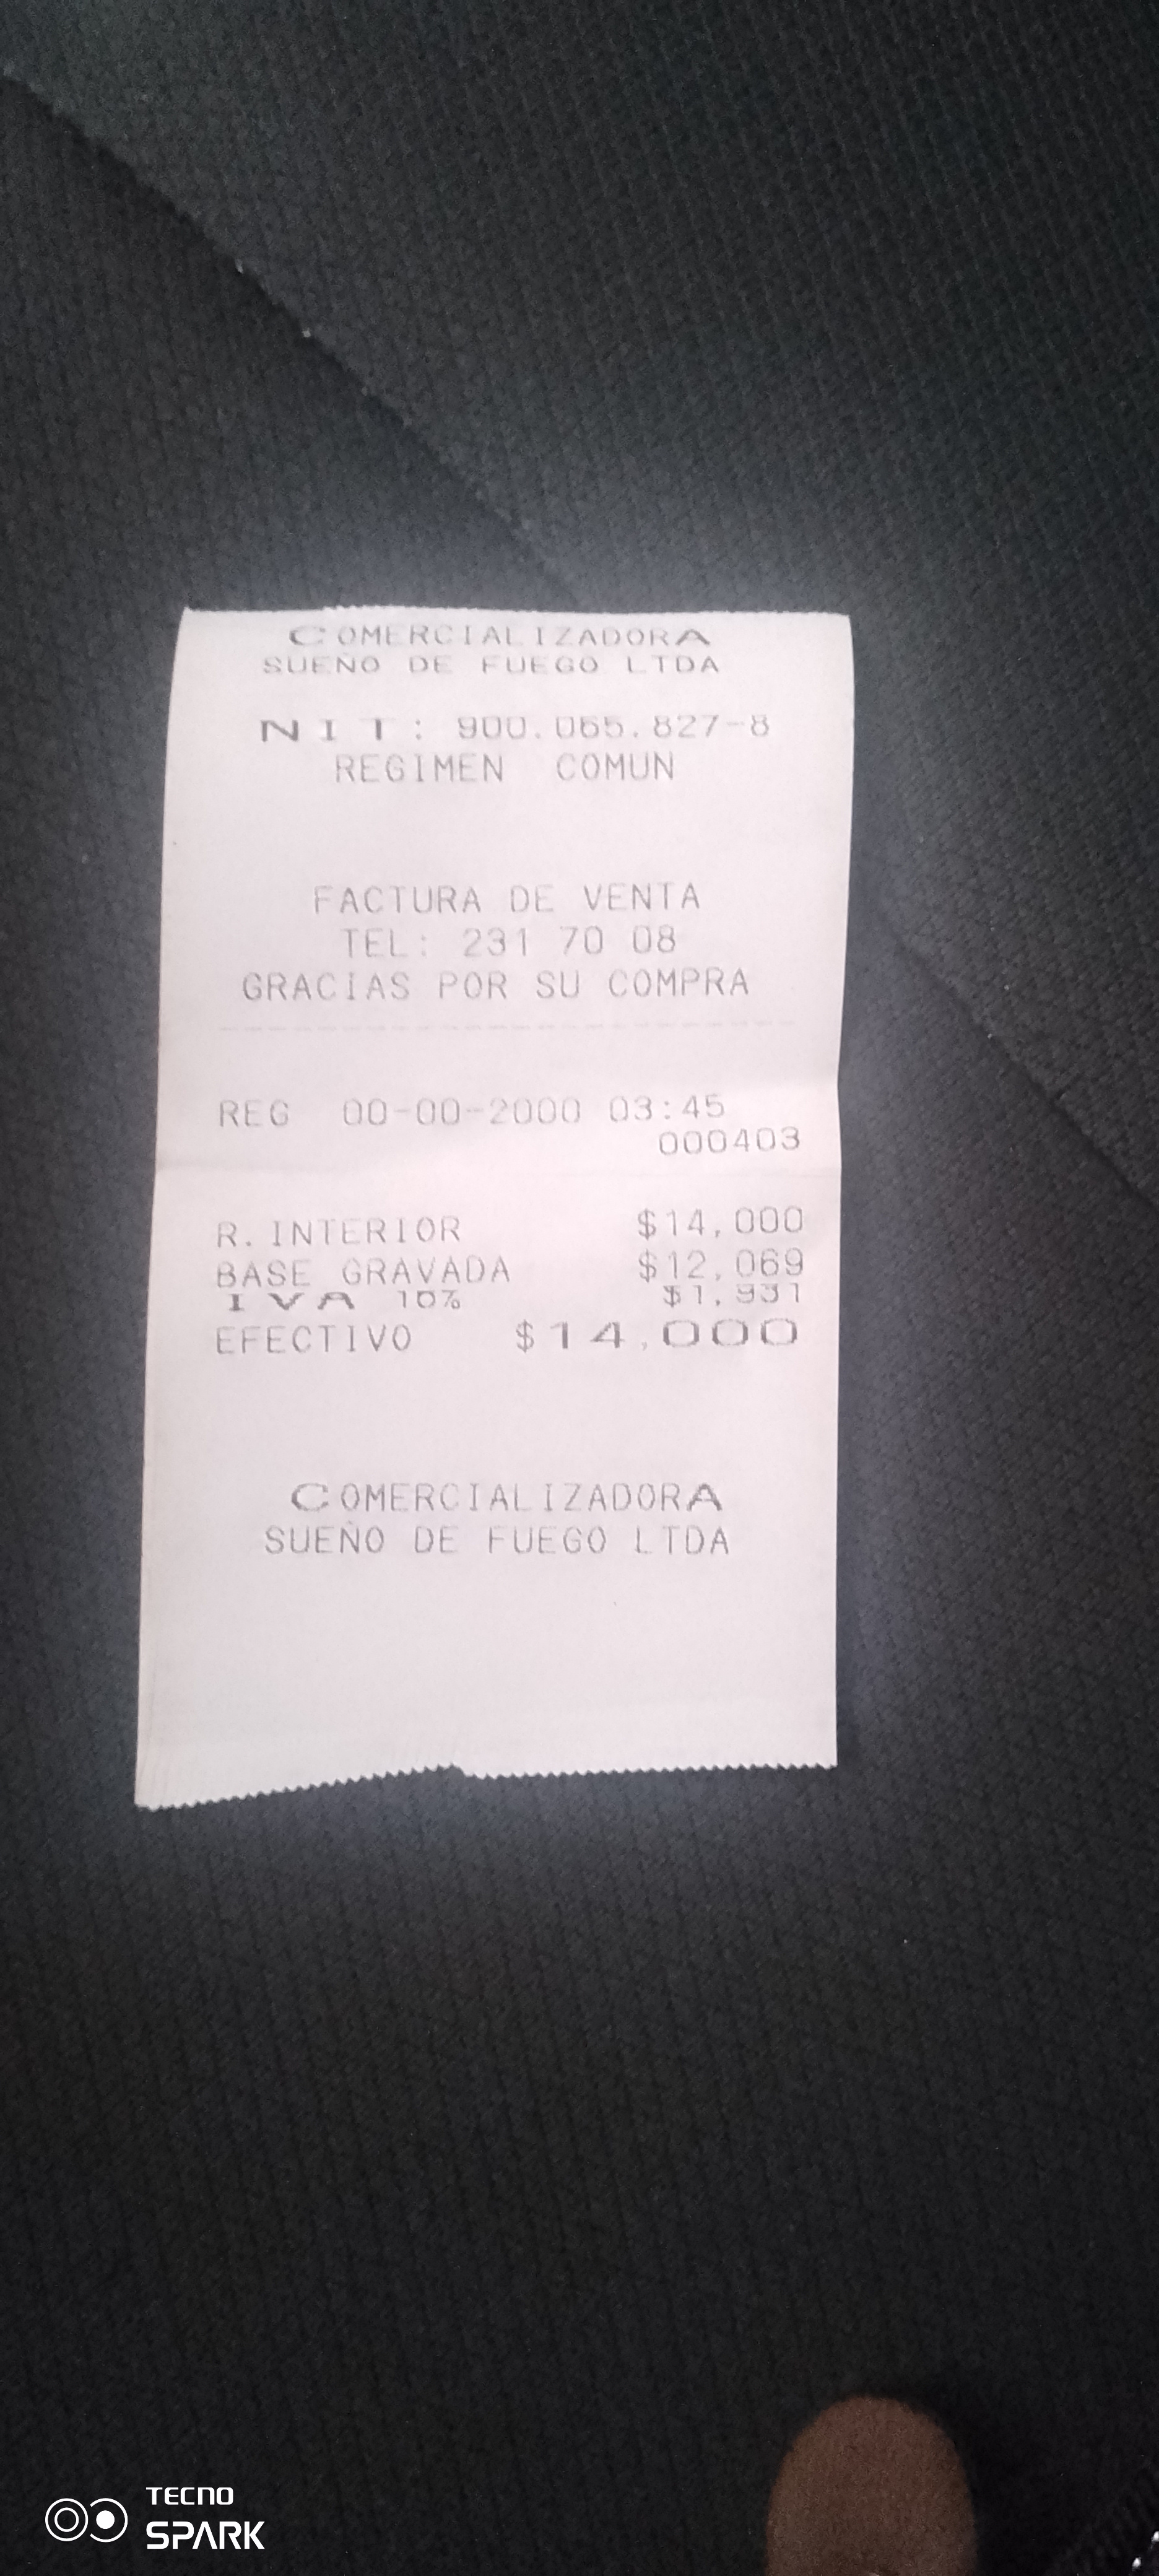 COMERCIALIZADORA
SUEÑO DE FUEGO LTDA
NIT: 900.065.827-8
REGIMEN COMUN
FACTURA DE VENTA
TEL: 231 70 08
GRACIAS POR SU COMPRA
REG 00-00-2000 03:45
000403
R.INTERIOR $14,000
BASE GRAVADA $12,069
IVA 16% $1,931
EFECTIVO $14,000
COMERCIALIZADORA
SUEÑO DE FUEGO LTDA
TECNO
SPARK